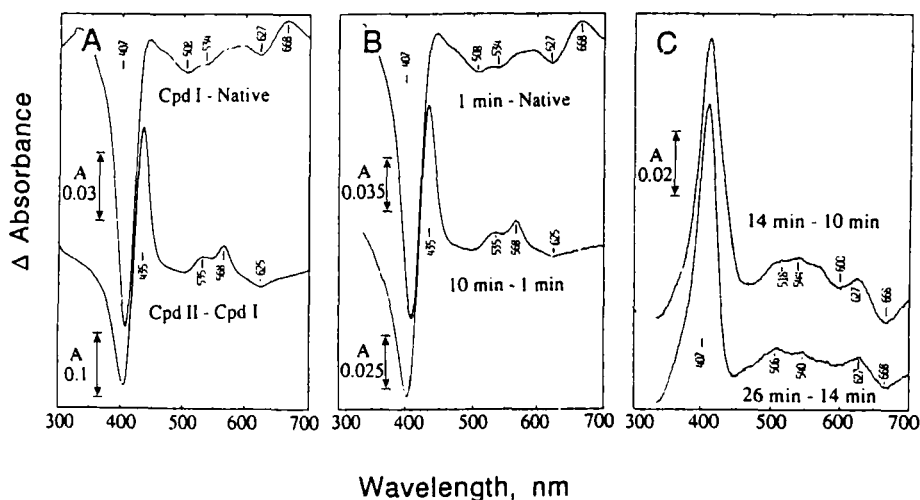 Δ Absorbance
A
407
508
534
627
668
Cpd I - Native
A
0.03
435
535
568
625
Cpd II - Cpd I
A
0.1
300 400 500 600 700
B
407
508
534
627
668
1 min - Native
A
0.035
435
535
568
625
10 min - 1 min
A
0.025
300 400 500 600 700
C
A
0.02
14 min - 10 min
518
544
600
627
668
407
506
540
627
668
26 min - 14 min
300 400 500 600 700
Wavelength, nm